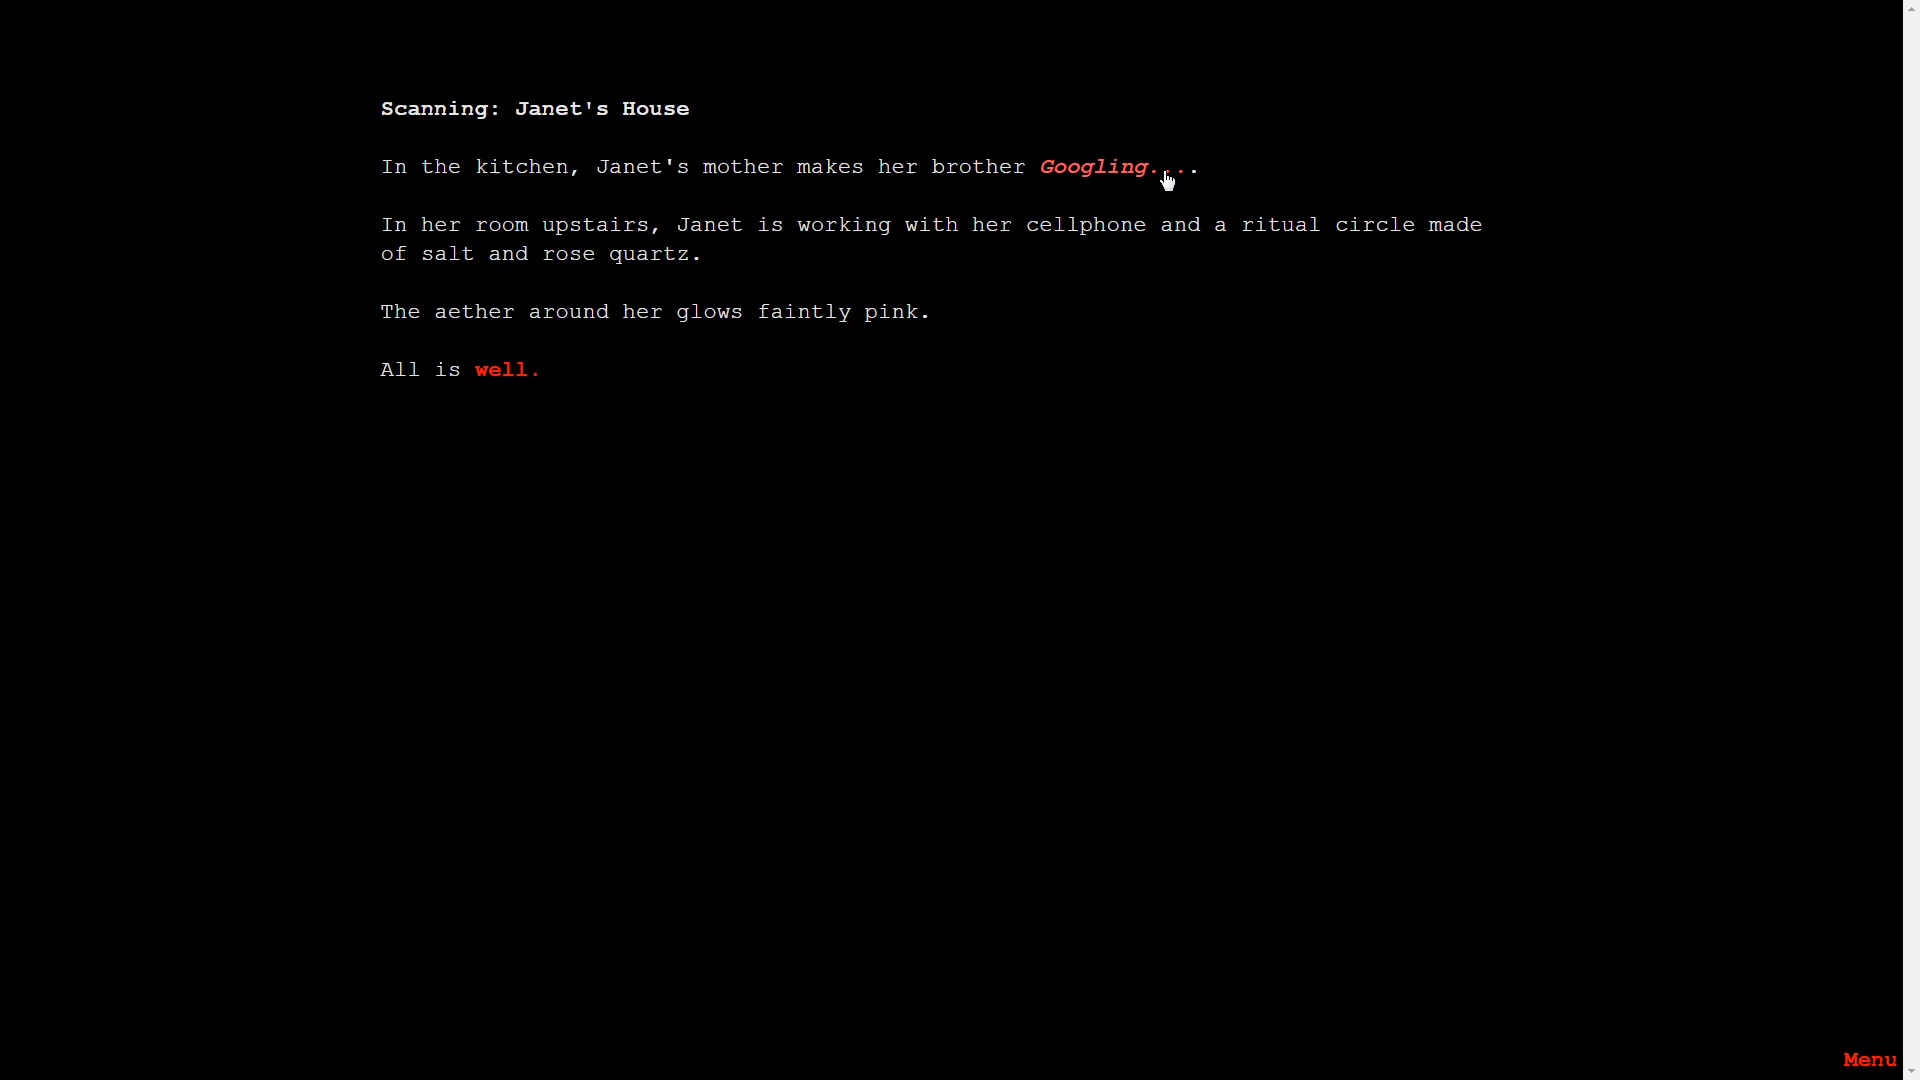 Scanning: Janet's House
In the kitchen, Janet's mother makes her brother Googling....
In her room upstairs, Janet is working with her cellphone and a ritual circle made
of salt and rose quartz.
The aether around her glows faintly pink.
All is well.
Menu